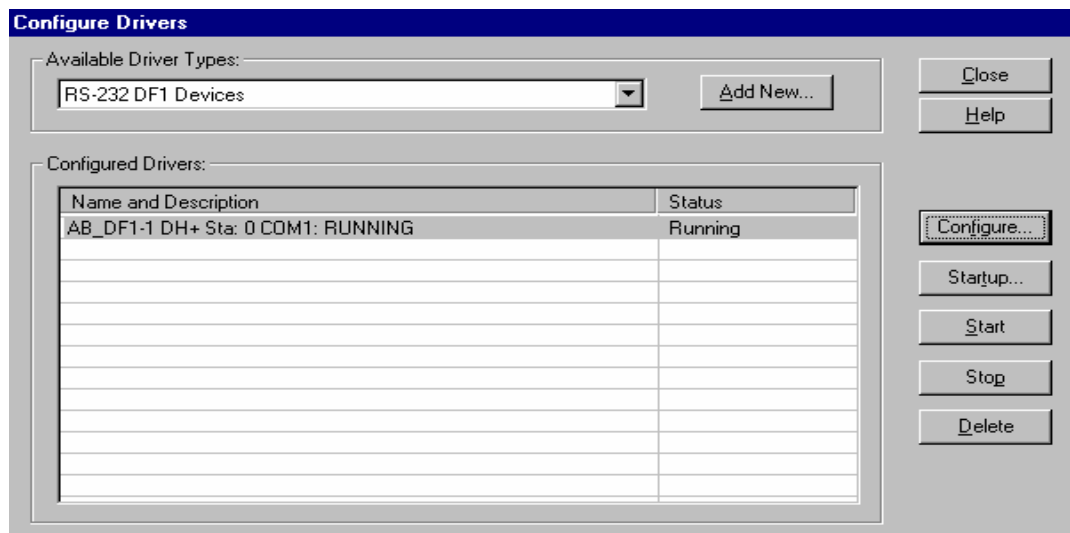 Configure Drivers
Available Driver Types:
RS-232 DF1 Devices
Add New...
Close
Help
Configured Drivers:
Name and Description Status
AB_DF1-1 DH+ Sta: 0 COM1: RUNNING Running
Configure...
Startup...
Start
Stop
Delete